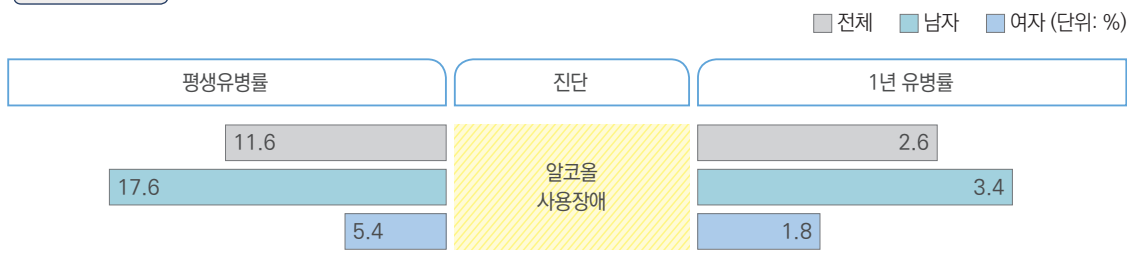 전체 남자 여자 (단위: %)
평생유병률 진단 1년 유병률
11.6 2.6
알코올
17.6 3.4
사용장애
5.4 1.8